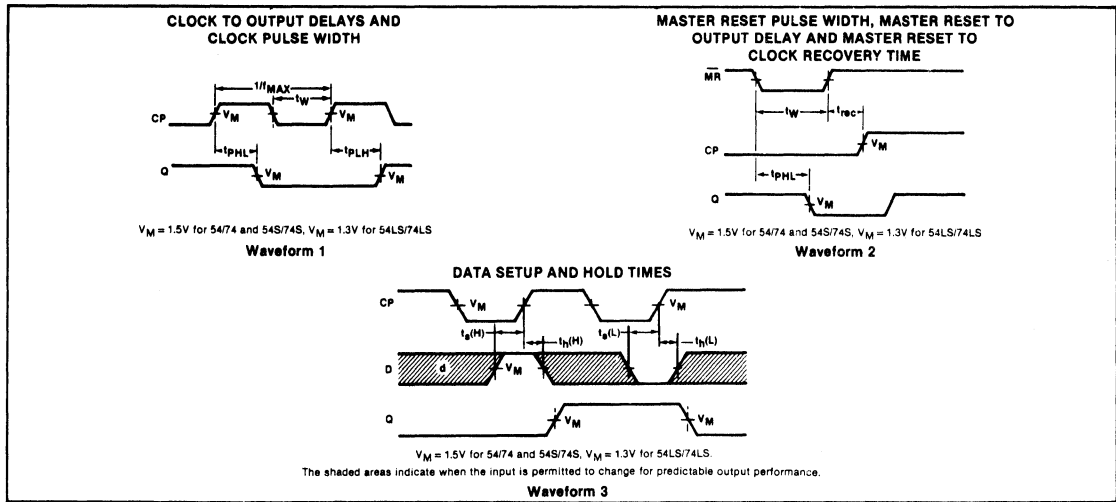 CLOCK TO OUTPUT DELAYS AND
CLOCK PULSE WIDTH
1/fMAX
tW
CP
VM
VM
tPHL
tPLH
Q
VM
VM
VM = 1.5V for 54/74 and 54S/74S, VM = 1.3V for 54LS/74LS
Waveform 1
MASTER RESET PULSE WIDTH, MASTER RESET TO
OUTPUT DELAY AND MASTER RESET TO
CLOCK RECOVERY TIME
M̅R̅
tW
trec
CP
VM
tPHL
Q
VM
VM = 1.5V for 54/74 and 54S/74S, VM = 1.3V for 54LS/74LS
Waveform 2
DATA SETUP AND HOLD TIMES
CP
VM
VM
ts(H)
th(H)
ts(L)
th(L)
D
d
VM
Q
VM
VM
VM = 1.5V for 54/74 and 54S/74S, VM = 1.3V for 54LS/74LS.
The shaded areas indicate when the input is permitted to change for predictable output performance.
Waveform 3